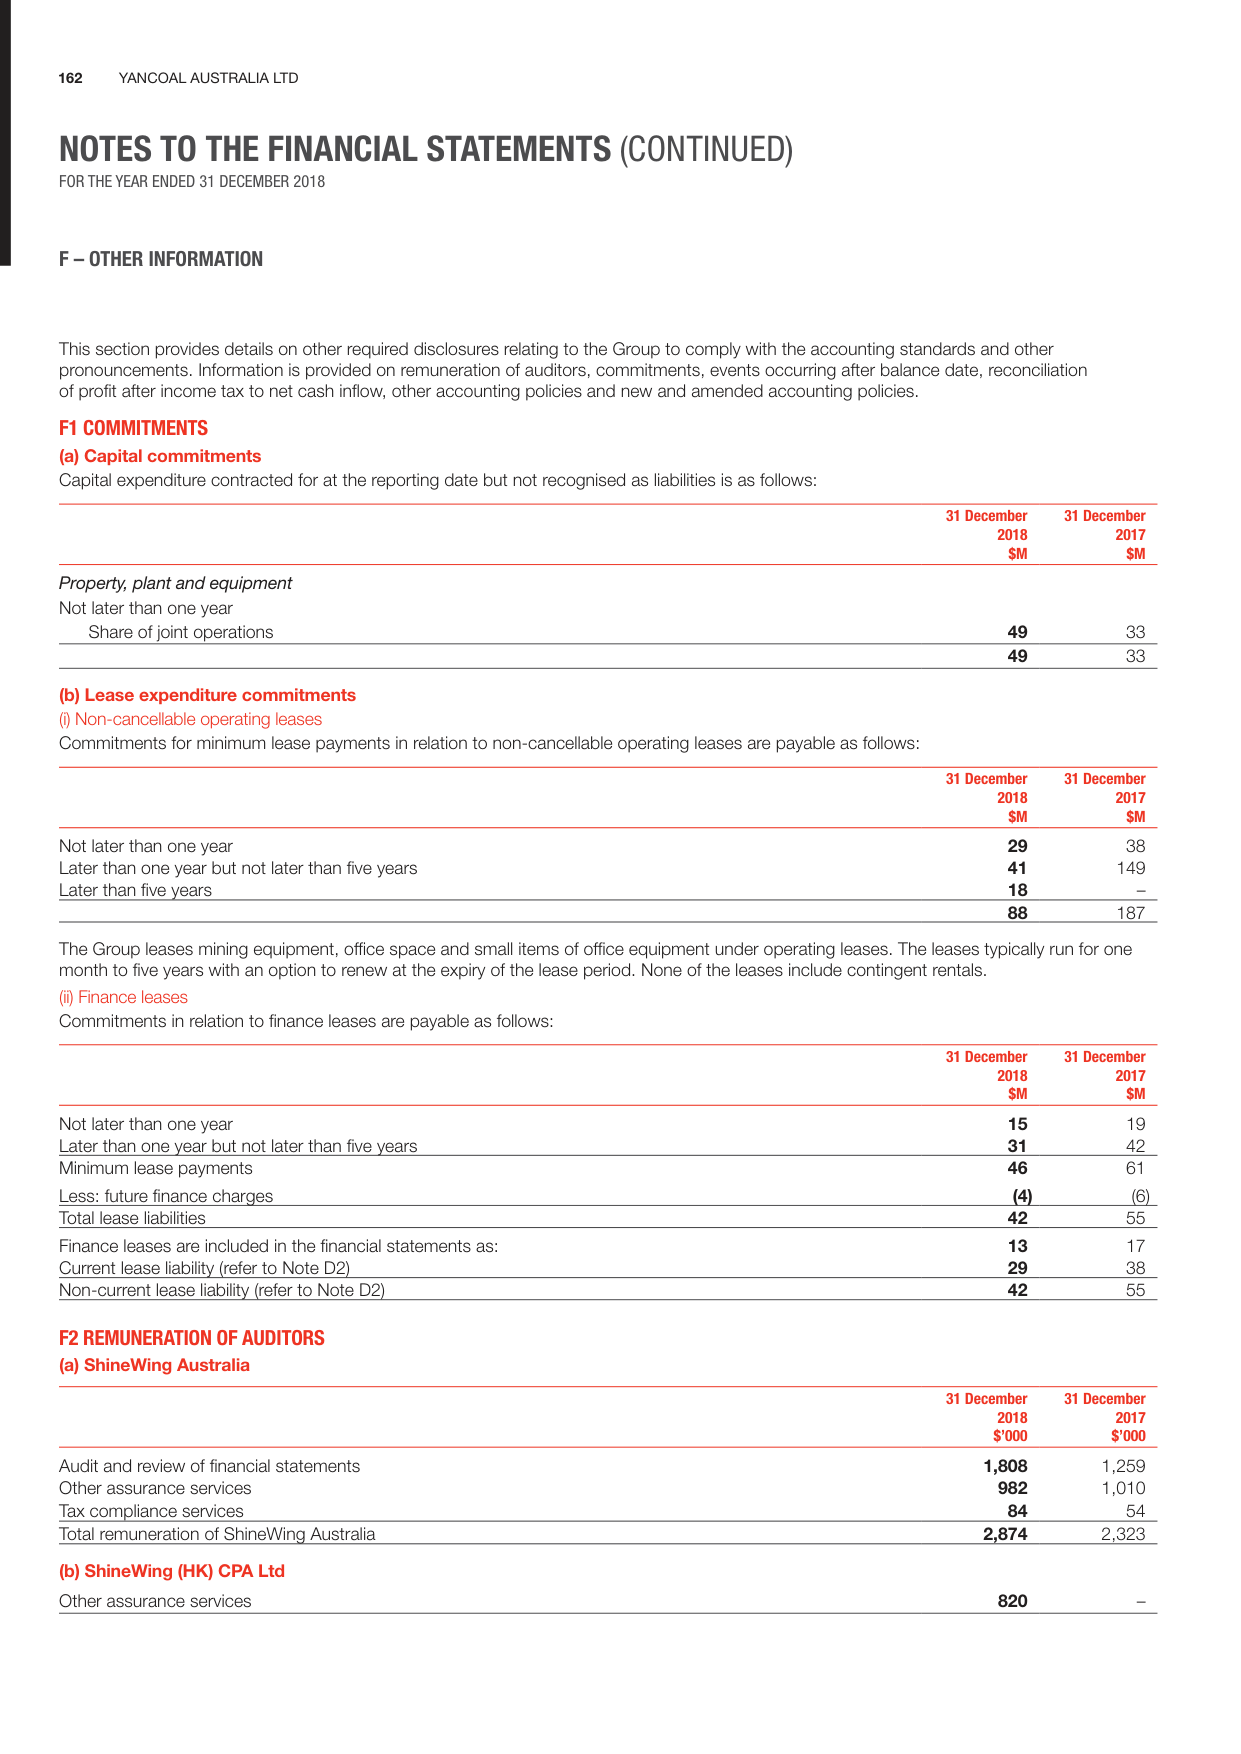 162 YANCOAL AUSTRALIA LTD
NOTES TO THE FINANCIAL STATEMENTS (CONTINUED)
FOR THE YEAR ENDED 31 DECEMBER 2018
F – OTHER INFORMATION
This section provides details on other required disclosures relating to the Group to comply with the accounting standards and other
pronouncements. Information is provided on remuneration of auditors, commitments, events occurring after balance date, reconciliation
of profit after income tax to net cash inflow, other accounting policies and new and amended accounting policies.
F1 COMMITMENTS
(a) Capital commitments
Capital expenditure contracted for at the reporting date but not recognised as liabilities is as follows:
31 December 31 December
2018 2017
$M $M
Property, plant and equipment
Not later than one year
Share of joint operations 49 33
49 33
(b) Lease expenditure commitments
(i) Non-cancellable operating leases
Commitments for minimum lease payments in relation to non-cancellable operating leases are payable as follows:
31 December 31 December
2018 2017
$M $M
Not later than one year 29 38
Later than one year but not later than five years 41 149
Later than five years 18 –
88 187
The Group leases mining equipment, office space and small items of office equipment under operating leases. The leases typically run for one
month to five years with an option to renew at the expiry of the lease period. None of the leases include contingent rentals.
(ii) Finance leases
Commitments in relation to finance leases are payable as follows:
31 December 31 December
2018 2017
$M $M
Not later than one year 15 19
Later than one year but not later than five years 31 42
Minimum lease payments 46 61
Less: future finance charges (4) (6)
Total lease liabilities 42 55
Finance leases are included in the financial statements as: 13 17
Current lease liability (refer to Note D2) 29 38
Non-current lease liability (refer to Note D2) 42 55
F2 REMUNERATION OF AUDITORS
(a) ShineWing Australia
31 December 31 December
2018 2017
$'000 $'000
Audit and review of financial statements 1,808 1,259
Other assurance services 982 1,010
Tax compliance services 84 54
Total remuneration of ShineWing Australia 2,874 2,323
(b) ShineWing (HK) CPA Ltd
Other assurance services 820 –